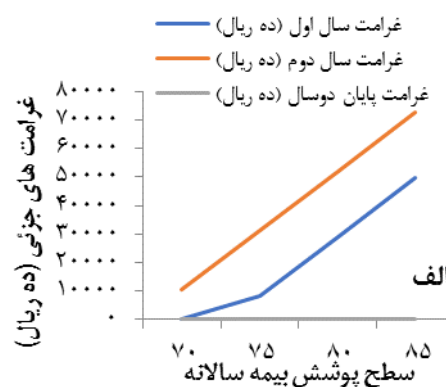 غرامت سال اول (ده ریال)
غرامت سال دوم (ده ریال)
غرامت پایان دوسال (ده ریال)
غرامت های جزئی (ده ریال)
۸۰۰۰۰
۷۰۰۰۰
۶۰۰۰۰
۵۰۰۰۰
۴۰۰۰۰
۳۰۰۰۰
۲۰۰۰۰
۱۰۰۰۰
۰
الف
۷۰ ۷۵ ۸۰ ۸۵
سطح پوشش بیمه سالانه